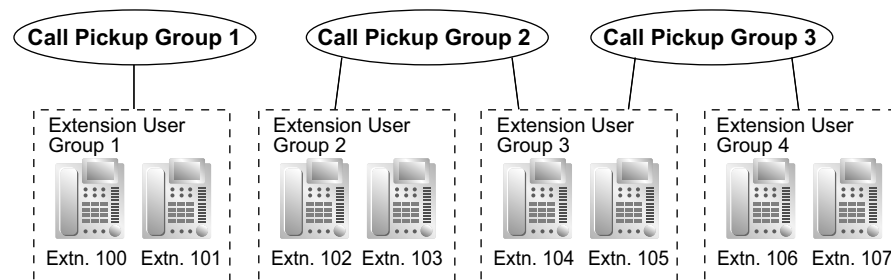 Call Pickup Group 1
Call Pickup Group 2
Call Pickup Group 3
Extension User
Group 1
Extn. 100
Extn. 101
Extension User
Group 2
Extn. 102
Extn. 103
Extension User
Group 3
Extn. 104
Extn. 105
Extension User
Group 4
Extn. 106
Extn. 107